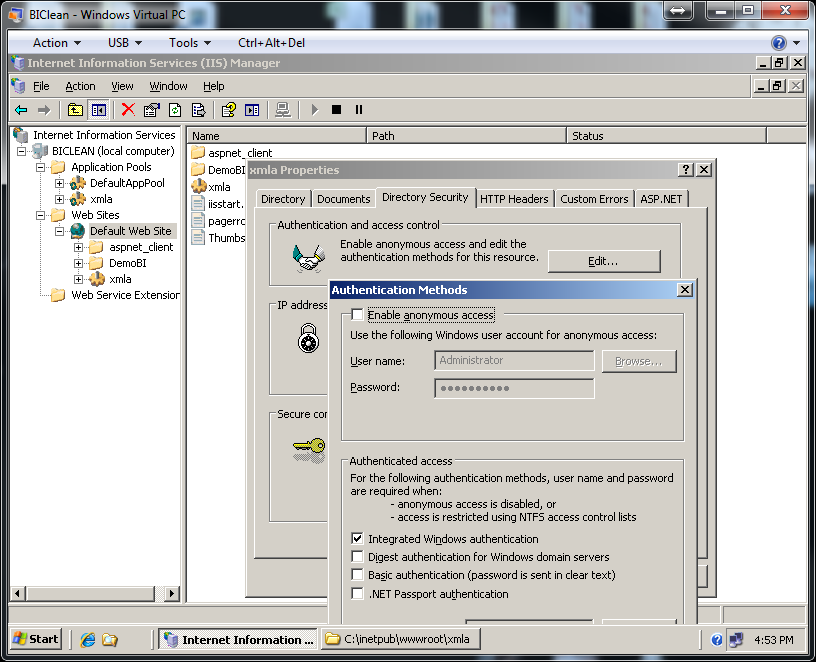 BIClean - Windows Virtual PC
Action USB Tools Ctrl+Alt+Del
Internet Information Services (IIS) Manager
File Action View Window Help
Internet Information Services
BICLEAN (local computer)
Application Pools
DefaultAppPool
xmla
Web Sites
Default Web Site
aspnet_client
DemoBI
xmla
Web Service Extension
Name Path Status
aspnet_client
DemoBI
xmla
iisstart.
pagerro
Thumbs
xmla Properties
Directory Documents Directory Security HTTP Headers Custom Errors ASP.NET
Authentication and access control
Enable anonymous access and edit the
authentication methods for this resource.
Edit...
IP address
Secure com
Authentication Methods
Enable anonymous access
Use the following Windows user account for anonymous access:
User name: Administrator Browse...
Password: ●●●●●●●●●●
Authenticated access
For the following authentication methods, user name and password
are required when:
- anonymous access is disabled, or
- access is restricted using NTFS access control lists
Integrated Windows authentication
Digest authentication for Windows domain servers
Basic authentication (password is sent in clear text)
.NET Passport authentication
Start Internet Information ... C:\inetpub\wwwroot\xmla 4:53 PM